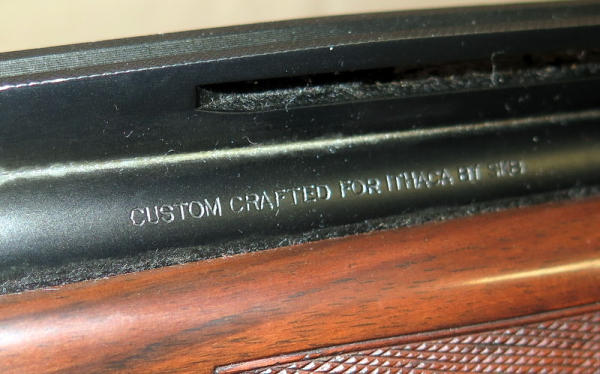 CUSTOM CRAFTED FOR ITHACA BY SKB